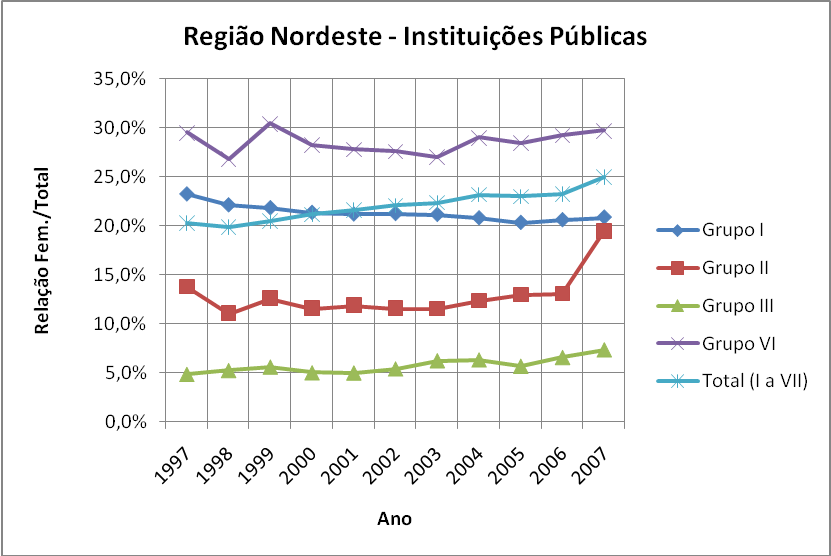 Região Nordeste - Instituições Públicas
35,0%
30,0%
25,0%
20,0%
15,0%
10,0%
5,0%
0,0%
Relação Fem./Total
1997
1998
1999
2000
2001
2002
2003
2004
2005
2006
2007
Ano
Grupo I
Grupo II
Grupo III
Grupo VI
Total (I a VII)